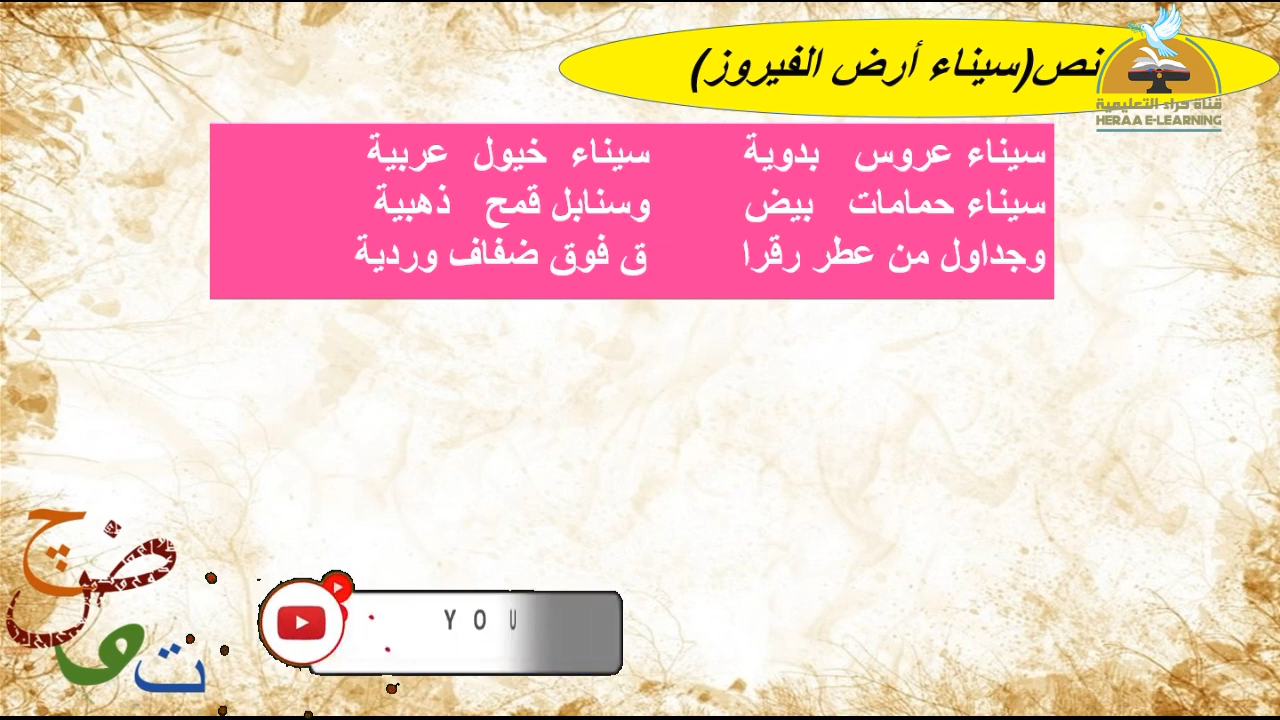 نص(سيناء أرض الفيروز)
قناة حراء التعليمية
HERAA E-LEARNING
سيناء عروس بدوية سيناء خيول عربية
سيناء حمامات بيض وسنابل قمح ذهبية
وجداول من عطر رقرا ق فوق ضفاف وردية
ج
ض
و
ت
YOU